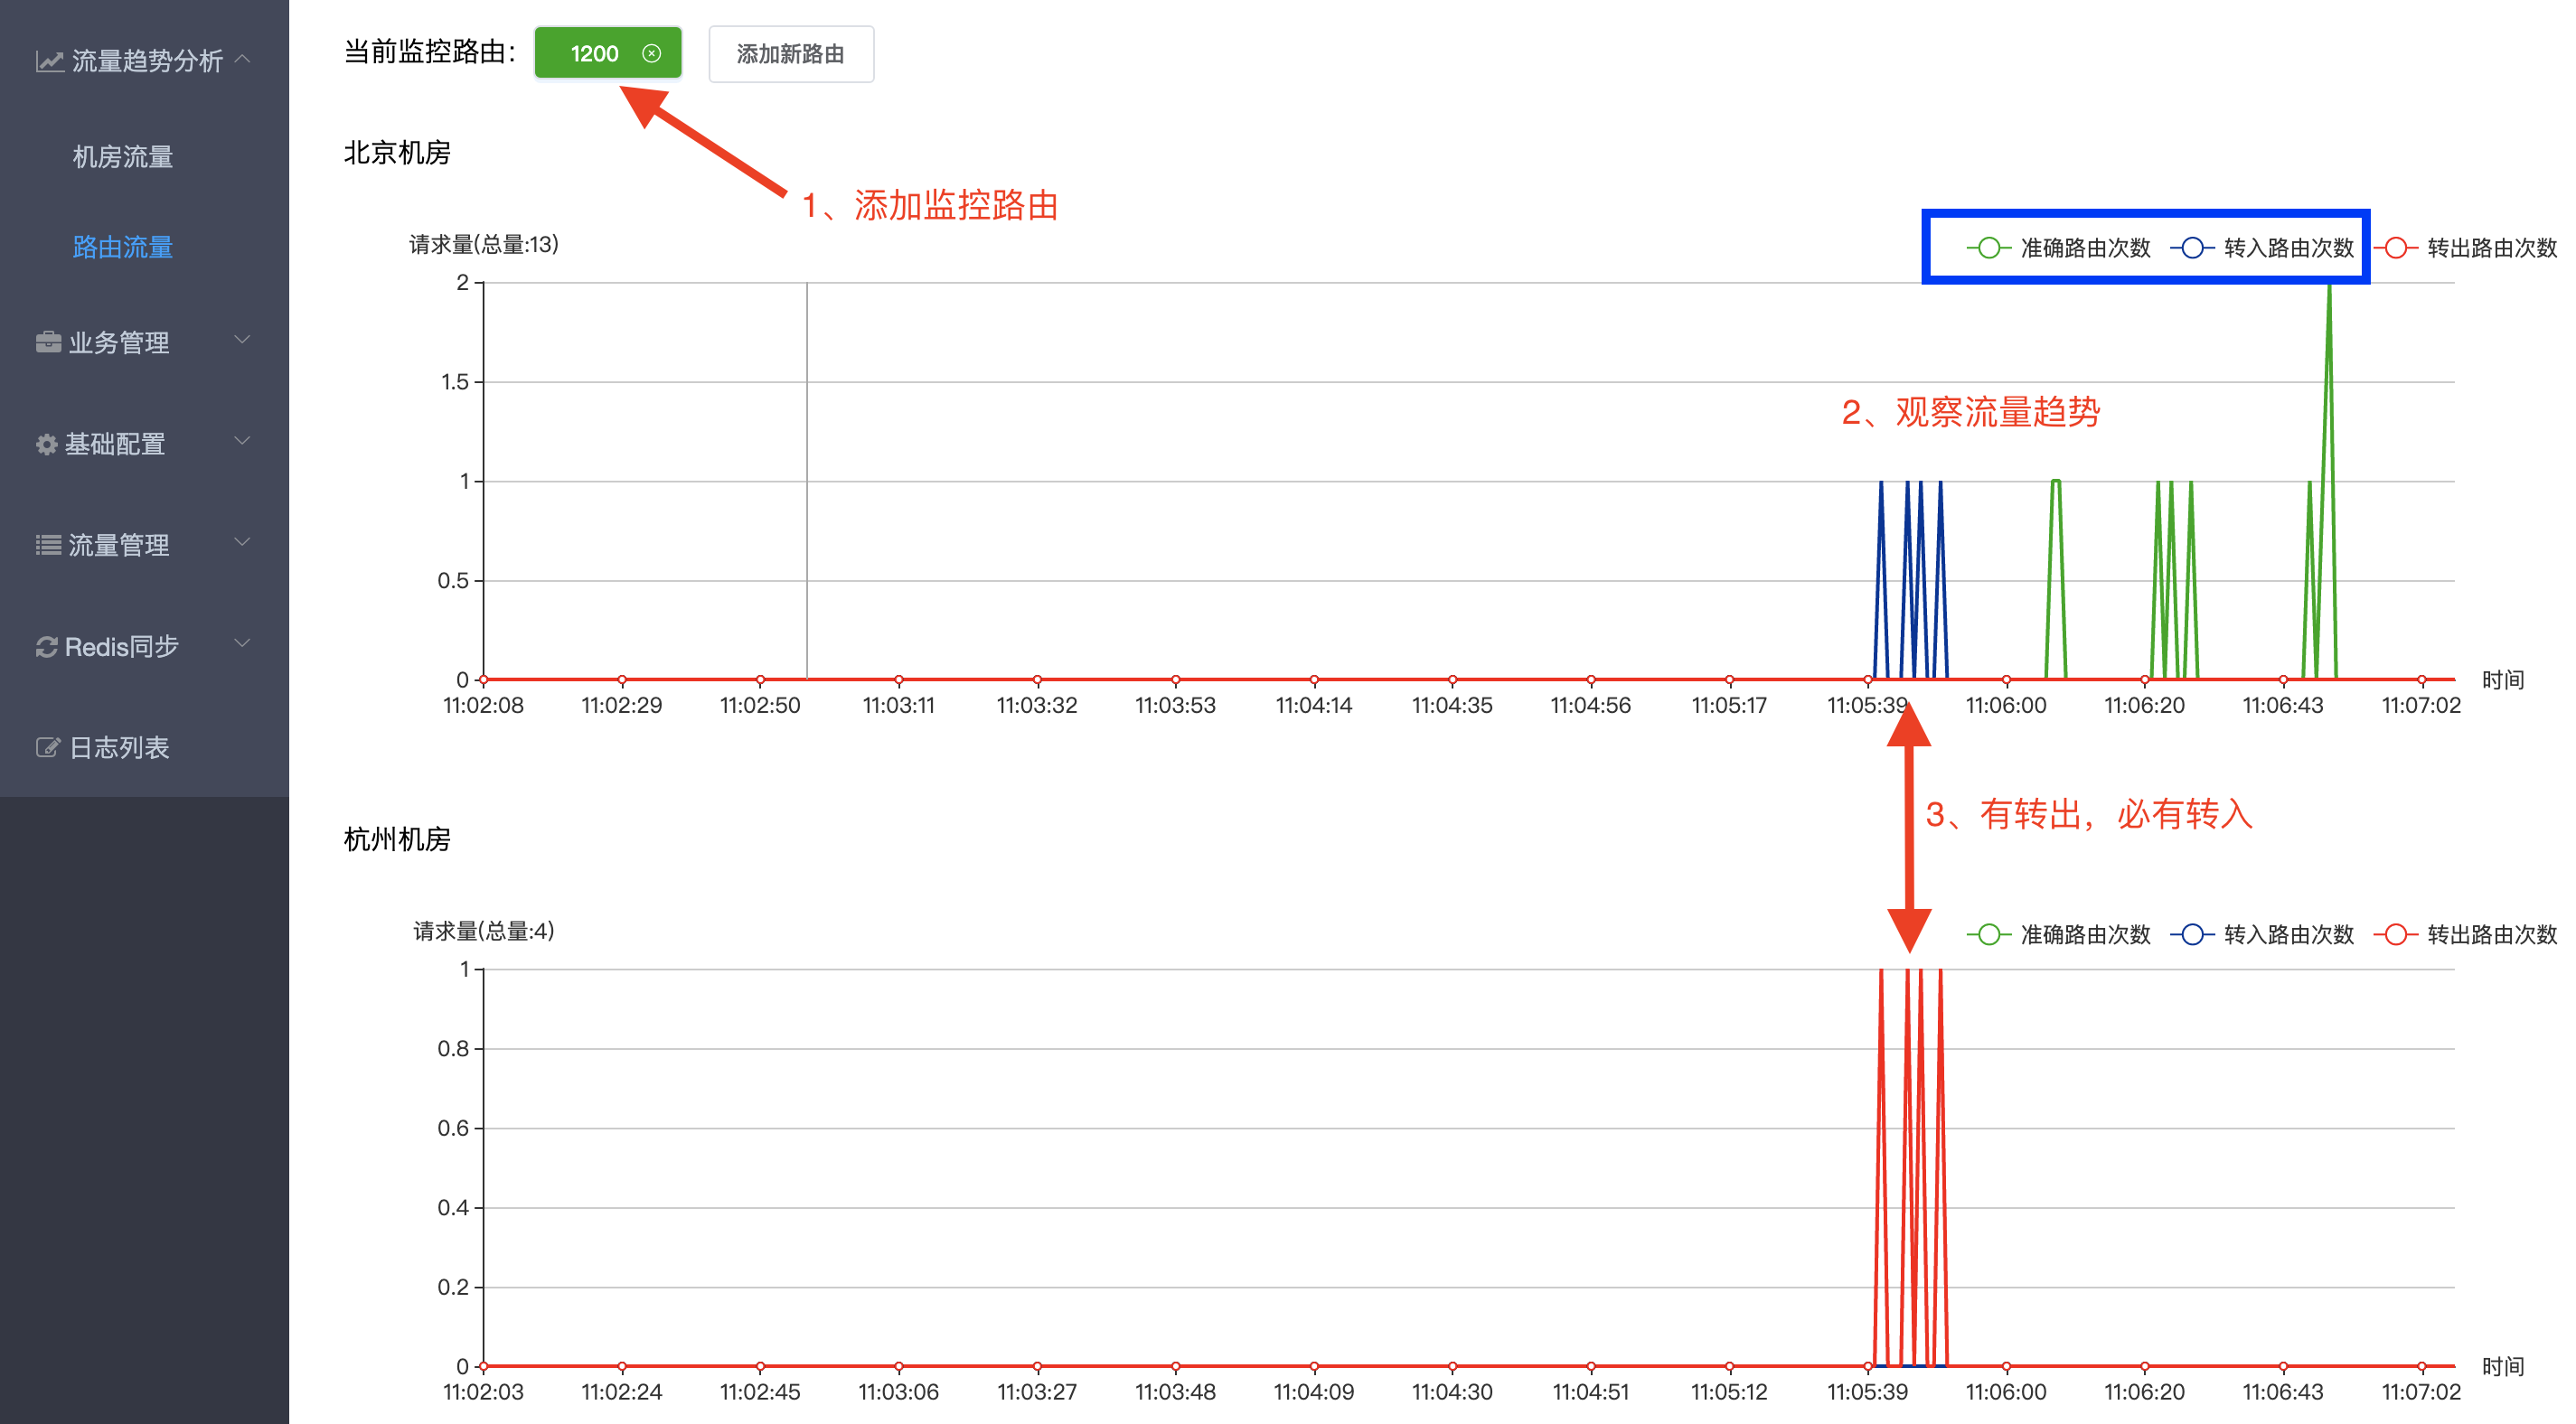 流量趋势分析
机房流量
路由流量
业务管理
基础配置
流量管理
Redis同步
日志列表
当前监控路由： 1200 添加新路由
1、添加监控路由
北京机房
请求量(总量:13)
准确路由次数 转入路由次数 转出路由次数
2
1.5
1
0.5
0
2、观察流量趋势
时间
11:02:08 11:02:29 11:02:50 11:03:11 11:03:32 11:03:53 11:04:14 11:04:35 11:04:56 11:05:17 11:05:39 11:06:00 11:06:20 11:06:43 11:07:02
3、有转出，必有转入
杭州机房
请求量(总量:4)
准确路由次数 转入路由次数 转出路由次数
1
0.8
0.6
0.4
0.2
0
时间
11:02:03 11:02:24 11:02:45 11:03:06 11:03:27 11:03:48 11:04:09 11:04:30 11:04:51 11:05:12 11:05:39 11:06:00 11:06:20 11:06:43 11:07:02